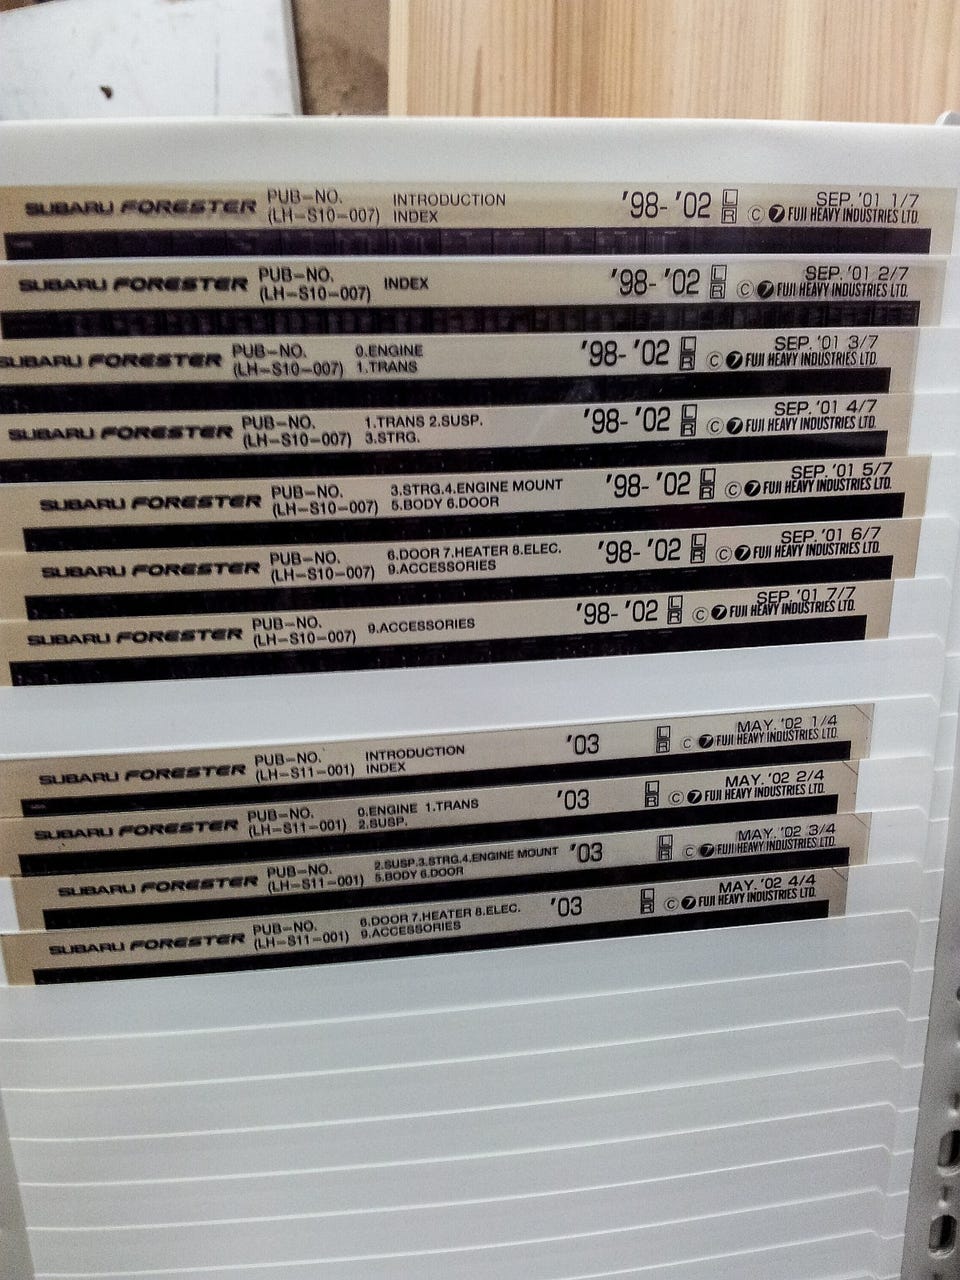 SUBARU FORESTER PUB-NO. (LH-S10-007) INTRODUCTION INDEX '98-'02 L R SEP. '01 1/7 © FUJI HEAVY INDUSTRIES LTD.
SUBARU FORESTER PUB-NO. (LH-S10-007) INDEX '98-'02 L R SEP. '01 2/7 © FUJI HEAVY INDUSTRIES LTD.
SUBARU FORESTER PUB-NO. (LH-S10-007) 0.ENGINE 1.TRANS '98-'02 L R SEP. '01 3/7 © FUJI HEAVY INDUSTRIES LTD.
SUBARU FORESTER PUB-NO. (LH-S10-007) 1.TRANS 2.SUSP. 3.STRG. '98-'02 L R SEP. '01 4/7 © FUJI HEAVY INDUSTRIES LTD.
SUBARU FORESTER PUB-NO. (LH-S10-007) 3.STRG.4.ENGINE MOUNT 5.BODY 6.DOOR '98-'02 L R SEP. '01 5/7 © FUJI HEAVY INDUSTRIES LTD.
SUBARU FORESTER PUB-NO. (LH-S10-007) 6.DOOR 7.HEATER 8.ELEC. 9.ACCESSORIES '98-'02 L R SEP. '01 6/7 © FUJI HEAVY INDUSTRIES LTD.
SUBARU FORESTER PUB-NO. (LH-S10-007) 9.ACCESSORIES '98-'02 L R SEP. '01 7/7 © FUJI HEAVY INDUSTRIES LTD.
SUBARU FORESTER PUB-NO. (LH-S11-001) INTRODUCTION INDEX '03 L R MAY. '02 1/4 © FUJI HEAVY INDUSTRIES LTD.
SUBARU FORESTER PUB-NO. (LH-S11-001) 0.ENGINE 1.TRANS 2.SUSP. '03 L R MAY. '02 2/4 © FUJI HEAVY INDUSTRIES LTD.
SUBARU FORESTER PUB-NO. (LH-S11-001) 2.SUSP.3.STRG.4.ENGINE MOUNT 5.BODY 6.DOOR '03 L R MAY. '02 3/4 © FUJI HEAVY INDUSTRIES LTD.
SUBARU FORESTER PUB-NO. (LH-S11-001) 6.DOOR 7.HEATER 8.ELEC. 9.ACCESSORIES '03 L R MAY. '02 4/4 © FUJI HEAVY INDUSTRIES LTD.